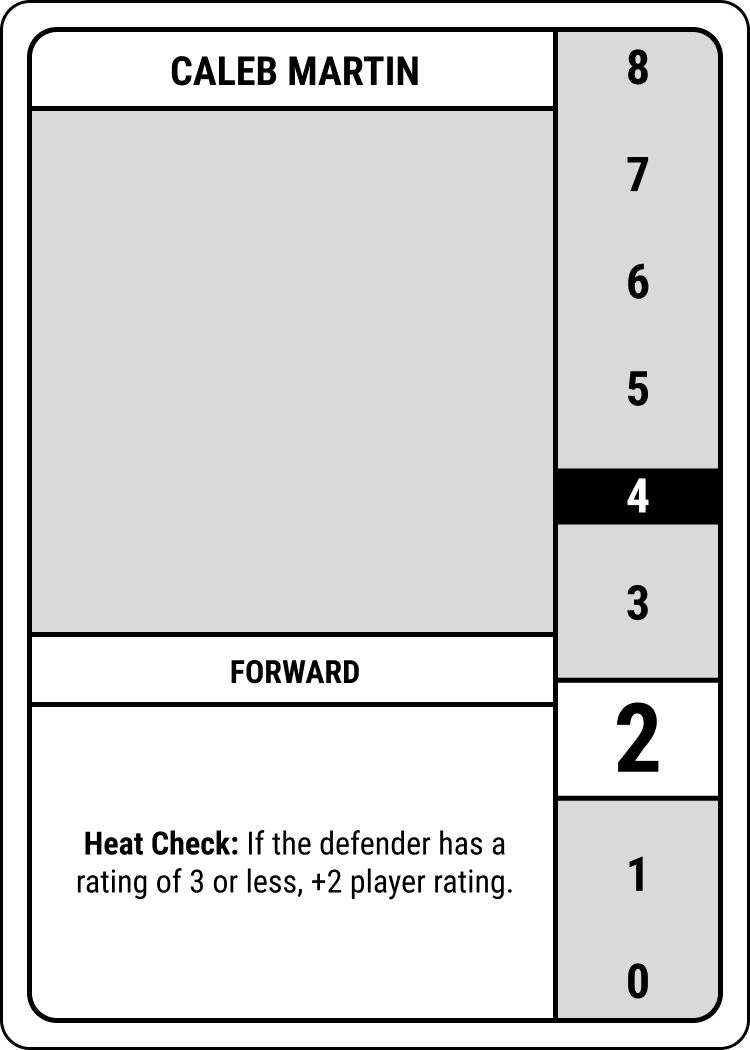 CALEB MARTIN
8
7
6
5
4
3
2
1
0
FORWARD
Heat Check: If the defender has a
rating of 3 or less, +2 player rating.